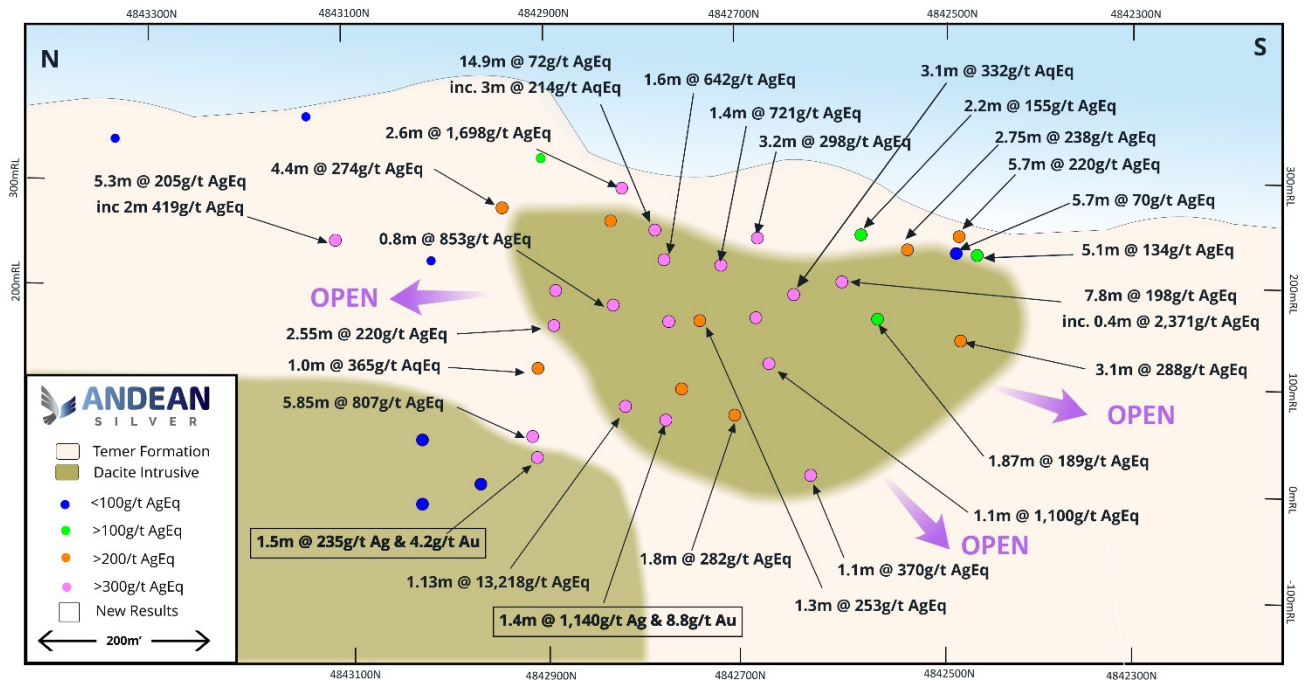 4843300N
4843100N
4842900N
4842700N
4842500N
4842300N
N
S
14.9m @ 72g/t AgEq
inc. 3m @ 214g/t AqEq
1.6m @ 642g/t AgEq
3.1m @ 332g/t AqEq
1.4m @ 721g/t AgEq
2.2m @ 155g/t AgEq
2.6m @ 1,698g/t AgEq
3.2m @ 298g/t AgEq
2.75m @ 238g/t AgEq
4.4m @ 274g/t AgEq
5.7m @ 220g/t AgEq
300mRL
300mRL
5.3m @ 205g/t AgEq
inc 2m 419g/t AgEq
5.7m @ 70g/t AgEq
0.8m @ 853g/t AgEq
5.1m @ 134g/t AgEq
200mRL
200mRL
OPEN
7.8m @ 198g/t AgEq
inc. 0.4m @ 2,371g/t AgEq
2.55m @ 220g/t AgEq
1.0m @ 365g/t AqEq
3.1m @ 288g/t AgEq
100mRL
5.85m @ 807g/t AgEq
OPEN
ANDEAN
SILVER
Temer Formation
Dacite Intrusive
<100g/t AgEq
>100g/t AgEq
>200/t AgEq
>300g/t AgEq
New Results
200m'
1.87m @ 189g/t AgEq
0mRL
1.1m @ 1,100g/t AgEq
1.5m @ 235g/t Ag & 4.2g/t Au
OPEN
1.8m @ 282g/t AgEq
1.1m @ 370g/t AgEq
1.13m @ 13,218g/t AgEq
1.3m @ 253g/t AgEq
-100mRL
1.4m @ 1,140g/t Ag & 8.8g/t Au
4843100N
4842900N
4842700N
4842500N
4842300N